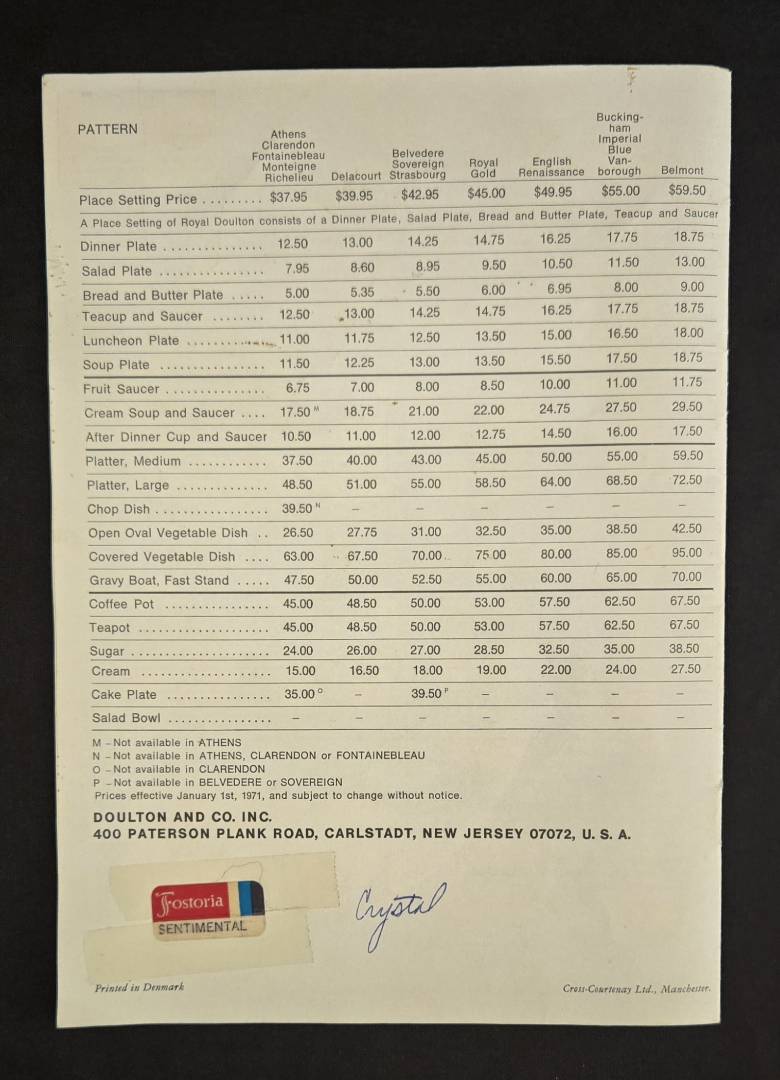 PATTERN
Athens Clarendon Fontainebleau Monteigne Richelieu
Delacourt
Belvedere Sovereign Strasbourg
Royal Gold
English Renaissance
Bucking- ham Imperial Blue Van- borough
Belmont
Place Setting Price ......... $37.95 $39.95 $42.95 $45.00 $49.95 $55.00 $59.50
A Place Setting of Royal Doulton consists of a Dinner Plate, Salad Plate, Bread and Butter Plate, Teacup and Saucer
Dinner Plate ............... 12.50 13.00 14.25 14.75 16.25 17.75 18.75
Salad Plate ................ 7.95 8.60 8.95 9.50 10.50 11.50 13.00
Bread and Butter Plate ..... 5.00 5.35 5.50 6.00 6.95 8.00 9.00
Teacup and Saucer ........ 12.50 13.00 14.25 14.75 16.25 17.75 18.75
Luncheon Plate ............. 11.00 11.75 12.50 13.50 15.00 16.50 18.00
Soup Plate ................ 11.50 12.25 13.00 13.50 15.50 17.50 18.75
Fruit Saucer ............... 6.75 7.00 8.00 8.50 10.00 11.00 11.75
Cream Soup and Saucer .... 17.50 M 18.75 21.00 22.00 24.75 27.50 29.50
After Dinner Cup and Saucer 10.50 11.00 12.00 12.75 14.50 16.00 17.50
Platter, Medium ............ 37.50 40.00 43.00 45.00 50.00 55.00 59.50
Platter, Large .............. 48.50 51.00 55.00 58.50 64.00 68.50 72.50
Chop Dish ................. 39.50 N – – – – – –
Open Oval Vegetable Dish .. 26.50 27.75 31.00 32.50 35.00 38.50 42.50
Covered Vegetable Dish .... 63.00 67.50 70.00 75.00 80.00 85.00 95.00
Gravy Boat, Fast Stand ..... 47.50 50.00 52.50 55.00 60.00 65.00 70.00
Coffee Pot ................ 45.00 48.50 50.00 53.00 57.50 62.50 67.50
Teapot .................... 45.00 48.50 50.00 53.00 57.50 62.50 67.50
Sugar ..................... 24.00 26.00 27.00 28.50 32.50 35.00 38.50
Cream .................... 15.00 16.50 18.00 19.00 22.00 24.00 27.50
Cake Plate ................ 35.00 O – 39.50 P – – – –
Salad Bowl ................ – – – – – – –
M – Not available in ATHENS
N – Not available in ATHENS, CLARENDON or FONTAINEBLEAU
O – Not available in CLARENDON
P – Not available in BELVEDERE or SOVEREIGN
Prices effective January 1st, 1971, and subject to change without notice.
DOULTON AND CO. INC.
400 PATERSON PLANK ROAD, CARLSTADT, NEW JERSEY 07072, U. S. A.
Fostoria
SENTIMENTAL
Crystal
Printed in Denmark
Cross-Courtenay Ltd., Manchester.